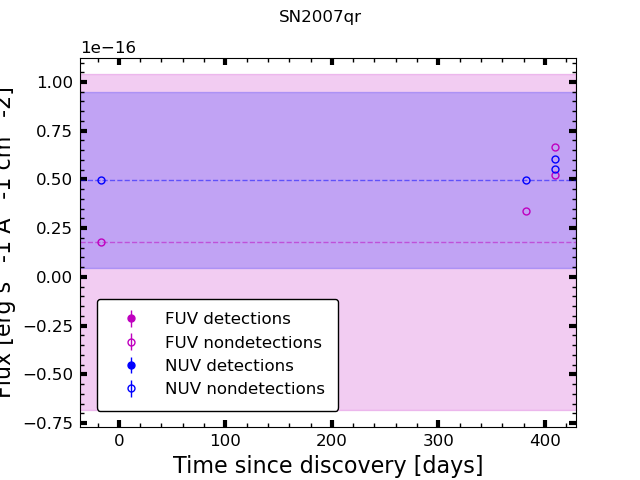 SN2007qr
1e−16
Flux [erg s -1 A -1 cm -2]
1.00
0.75
0.50
0.25
0.00
−0.25
−0.50
−0.75
FUV detections
FUV nondetections
NUV detections
NUV nondetections
0 100 200 300 400
Time since discovery [days]